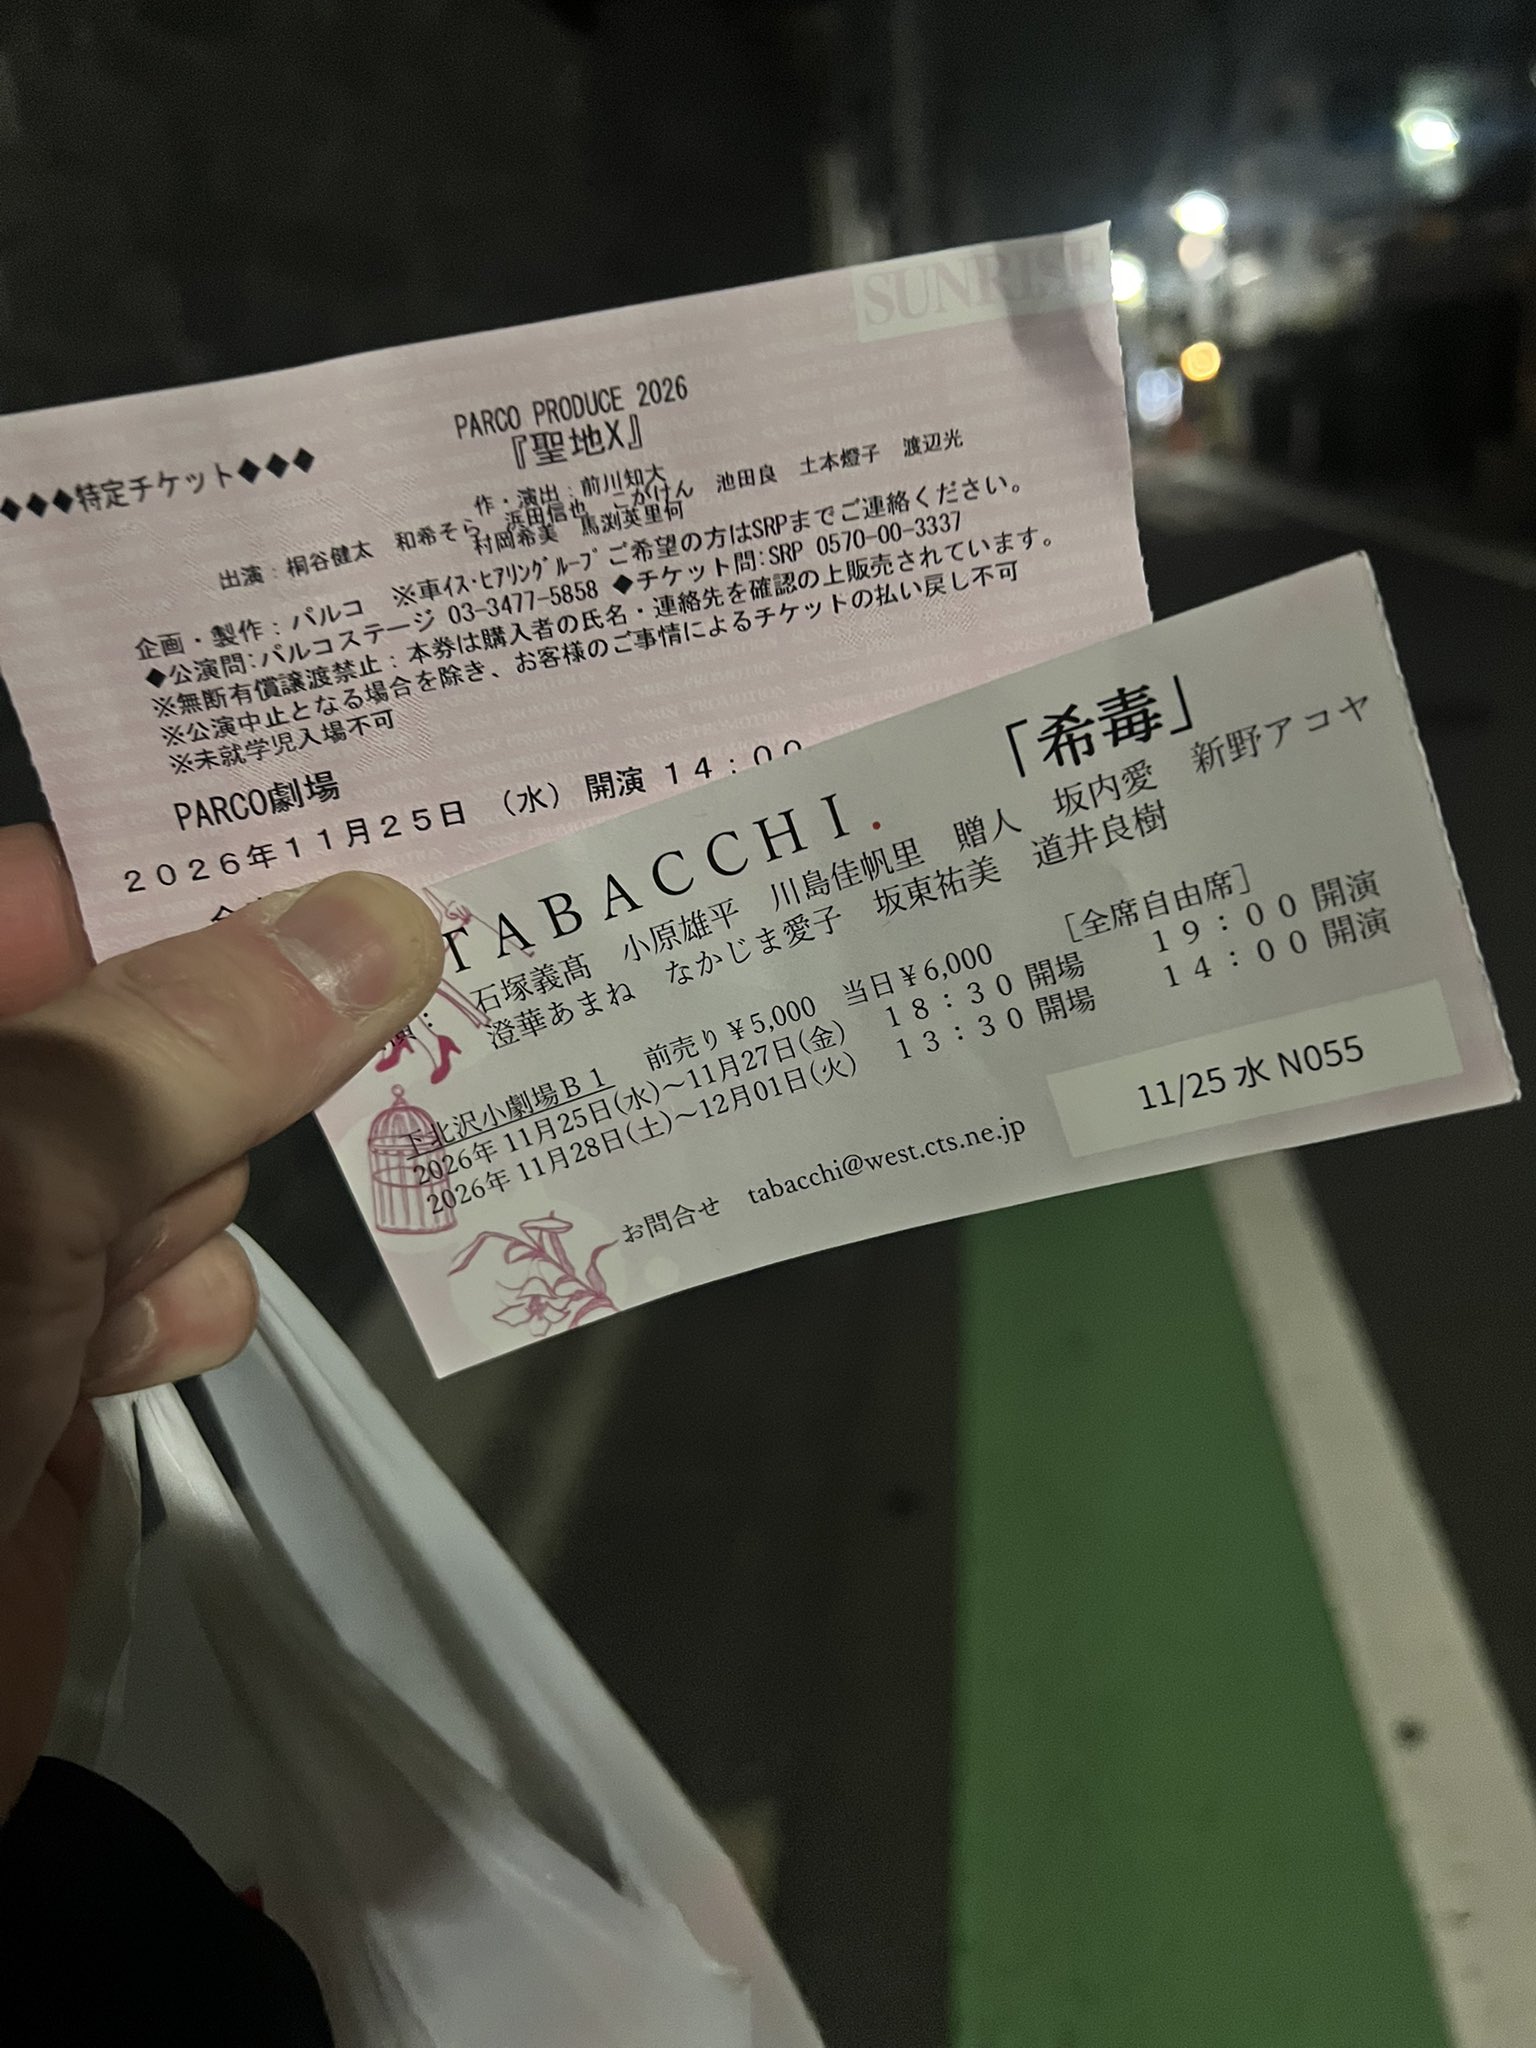 SUNRISE
PARCO PRODUCE 2026
『聖地X』
◆◆◆特定チケット◆◆◆
作・演出：前川知大
出演：桐谷健太　和希そら　浜田信也　こがけん　池田良　土本燈子　渡辺光
村岡希美　馬渕英里何
企画・製作：パルコ　※車イス・ヒアリングループご希望の方はSRPまでご連絡ください。
◆公演問:パルコステージ 03-3477-5858 ◆チケット問:SRP 0570-00-3337
※無断有償譲渡禁止：本券は購入者の氏名・連絡先を確認の上販売されています。
※公演中止となる場合を除き、お客様のご事情によるチケットの払い戻し不可
※未就学児入場不可
PARCO劇場
２０２６年１１月２５日　（水）　開演 １４：００
「希毒」
TABACCHI.
石塚義髙　小原雄平　川島佳帆里　贈人　坂内愛　新野アコヤ
澄華あまね　なかじま愛子　坂東祐美　道井良樹
下北沢小劇場Ｂ１　前売り￥5,000　当日￥6,000　［全席自由席］
2026年 11月25日(水)～11月27日(金)　１８：３０ 開場　１９：００ 開演
2026年 11月28日(土)～12月01日(火)　１３：３０ 開場　１４：００ 開演
11/25 水 N055
お問合せ　tabacchi@west.cts.ne.jp